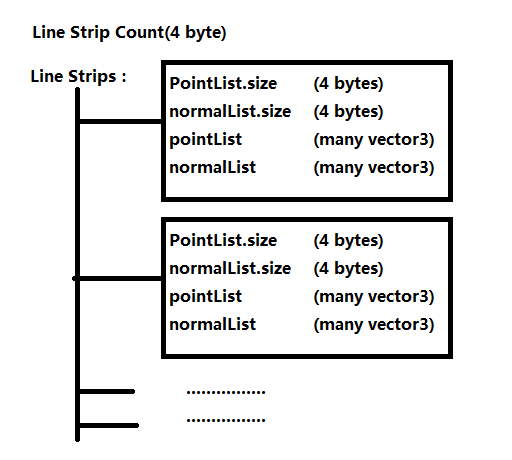 Line Strip Count(4 byte)
Line Strips :
PointList.size (4 bytes)
normalList.size (4 bytes)
pointList (many vector3)
normalList (many vector3)
PointList.size (4 bytes)
normalList.size (4 bytes)
pointList (many vector3)
normalList (many vector3)
................
................